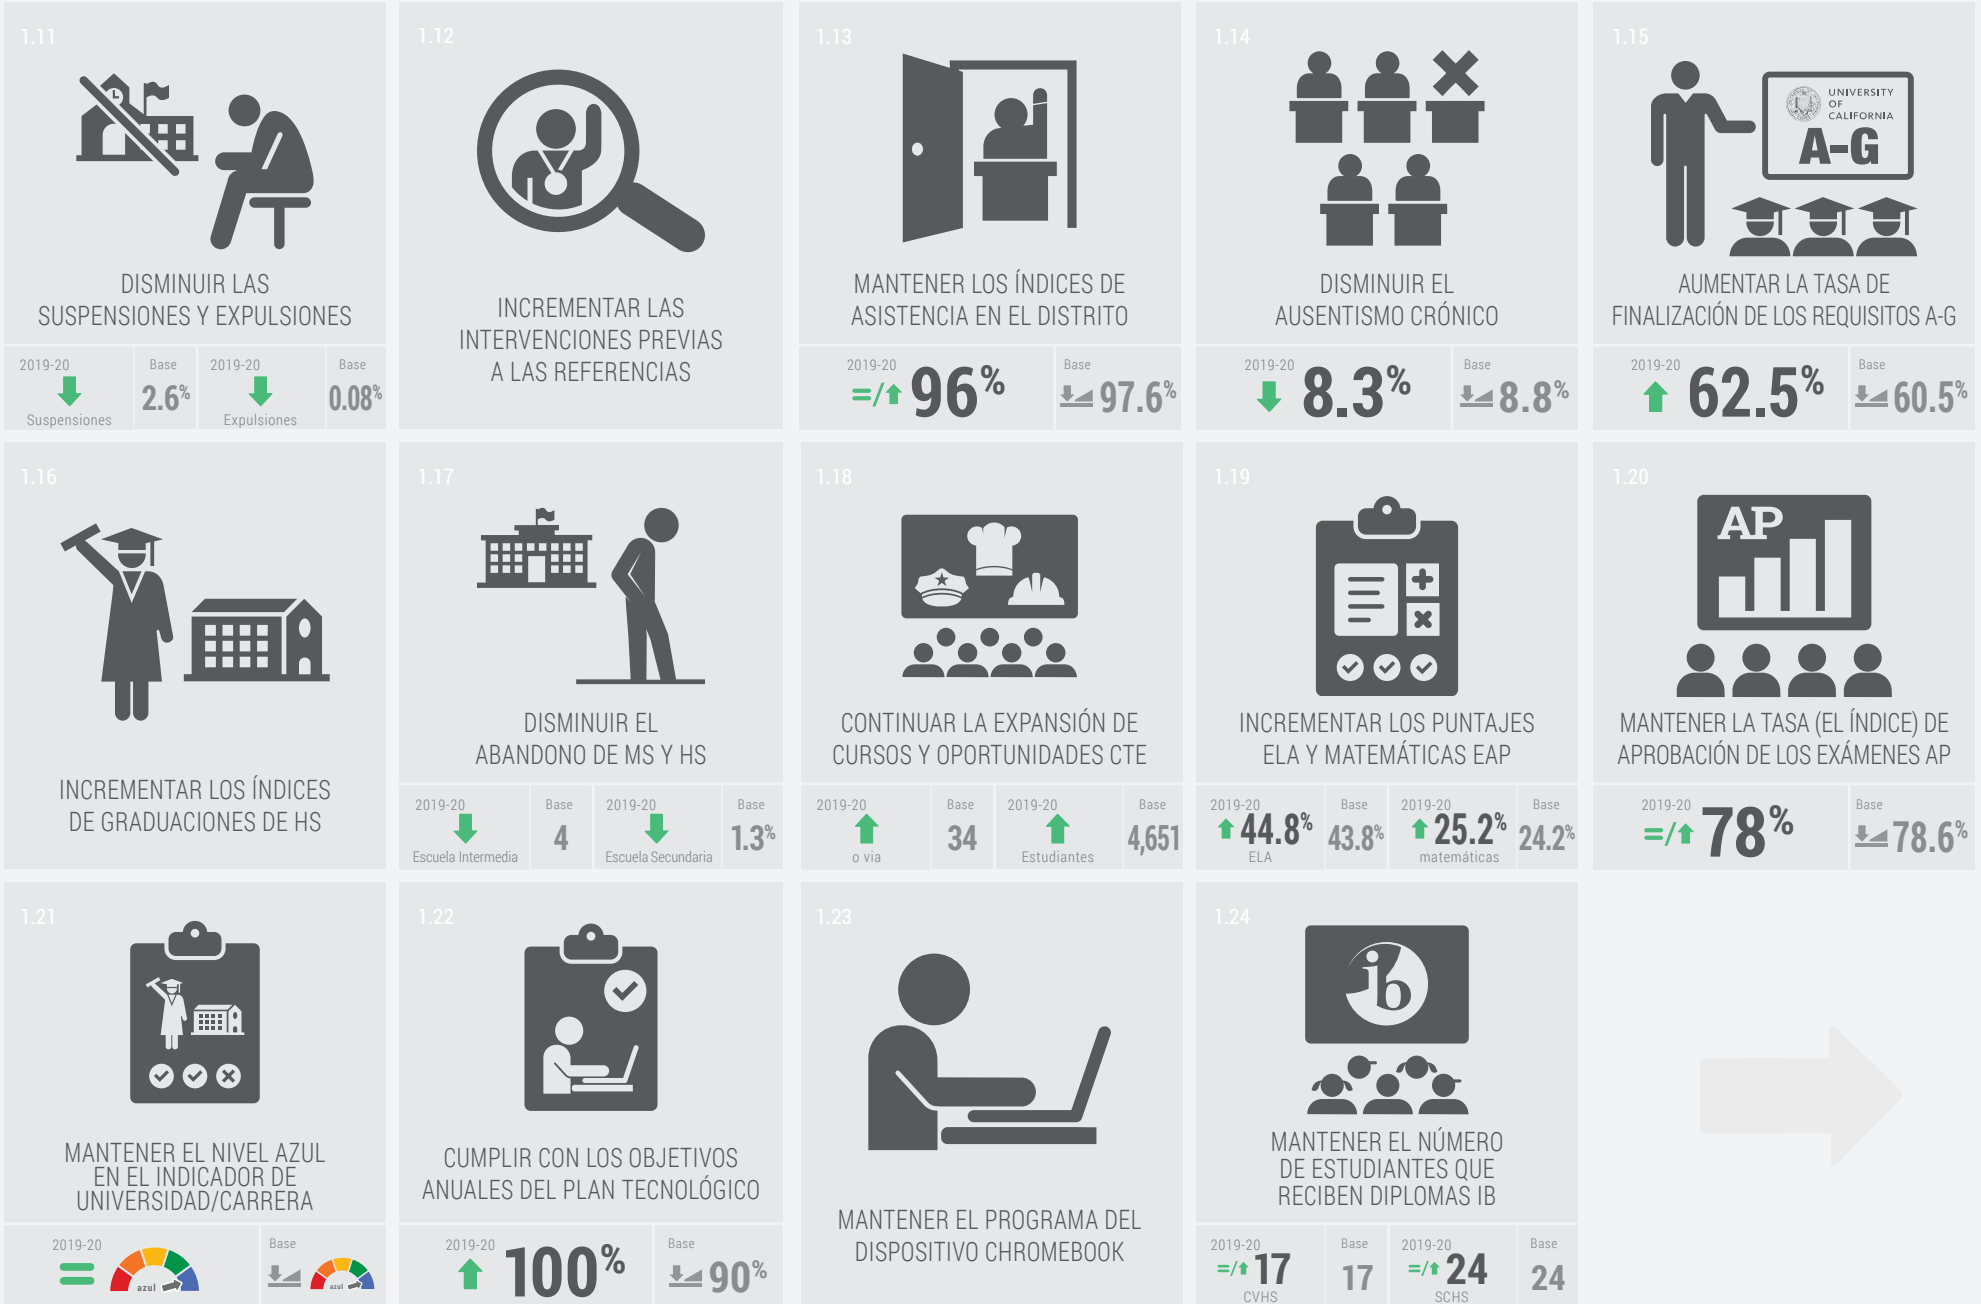 1.11
DISMINUIR LAS
SUSPENSIONES Y EXPULSIONES
2019-20
Suspensiones
Base
2.6%
2019-20
Expulsiones
Base
0.08%
1.12
INCREMENTAR LAS
INTERVENCIONES PREVIAS
A LAS REFERENCIAS
1.13
MANTENER LOS ÍNDICES DE
ASISTENCIA EN EL DISTRITO
2019-20
=/ 96%
Base
97.6%
1.14
DISMINUIR EL
AUSENTISMO CRÓNICO
2019-20
8.3%
Base
8.8%
1.15
UNIVERSITY
OF
CALIFORNIA
A-G
AUMENTAR LA TASA DE
FINALIZACIÓN DE LOS REQUISITOS A-G
2019-20
62.5%
Base
60.5%
1.16
INCREMENTAR LOS ÍNDICES
DE GRADUACIONES DE HS
1.17
DISMINUIR EL
ABANDONO DE MS Y HS
2019-20
Escuela Intermedia
Base
4
2019-20
Escuela Secundaria
Base
1.3%
1.18
CONTINUAR LA EXPANSIÓN DE
CURSOS Y OPORTUNIDADES CTE
2019-20
o via
Base
34
2019-20
Estudiantes
Base
4,651
1.19
INCREMENTAR LOS PUNTAJES
ELA Y MATEMÁTICAS EAP
2019-20
44.8%
ELA
Base
43.8%
2019-20
25.2%
matemáticas
Base
24.2%
1.20
AP
MANTENER LA TASA (EL ÍNDICE) DE
APROBACIÓN DE LOS EXÁMENES AP
2019-20
=/ 78%
Base
78.6%
1.21
MANTENER EL NIVEL AZUL
EN EL INDICADOR DE
UNIVERSIDAD/CARRERA
2019-20
=
azul
Base
azul
1.22
CUMPLIR CON LOS OBJETIVOS
ANUALES DEL PLAN TECNOLÓGICO
2019-20
100%
Base
90%
1.23
MANTENER EL PROGRAMA DEL
DISPOSITIVO CHROMEBOOK
1.24
ib
MANTENER EL NÚMERO
DE ESTUDIANTES QUE
RECIBEN DIPLOMAS IB
2019-20
=/ 17
CVHS
Base
17
2019-20
=/ 24
SCHS
Base
24